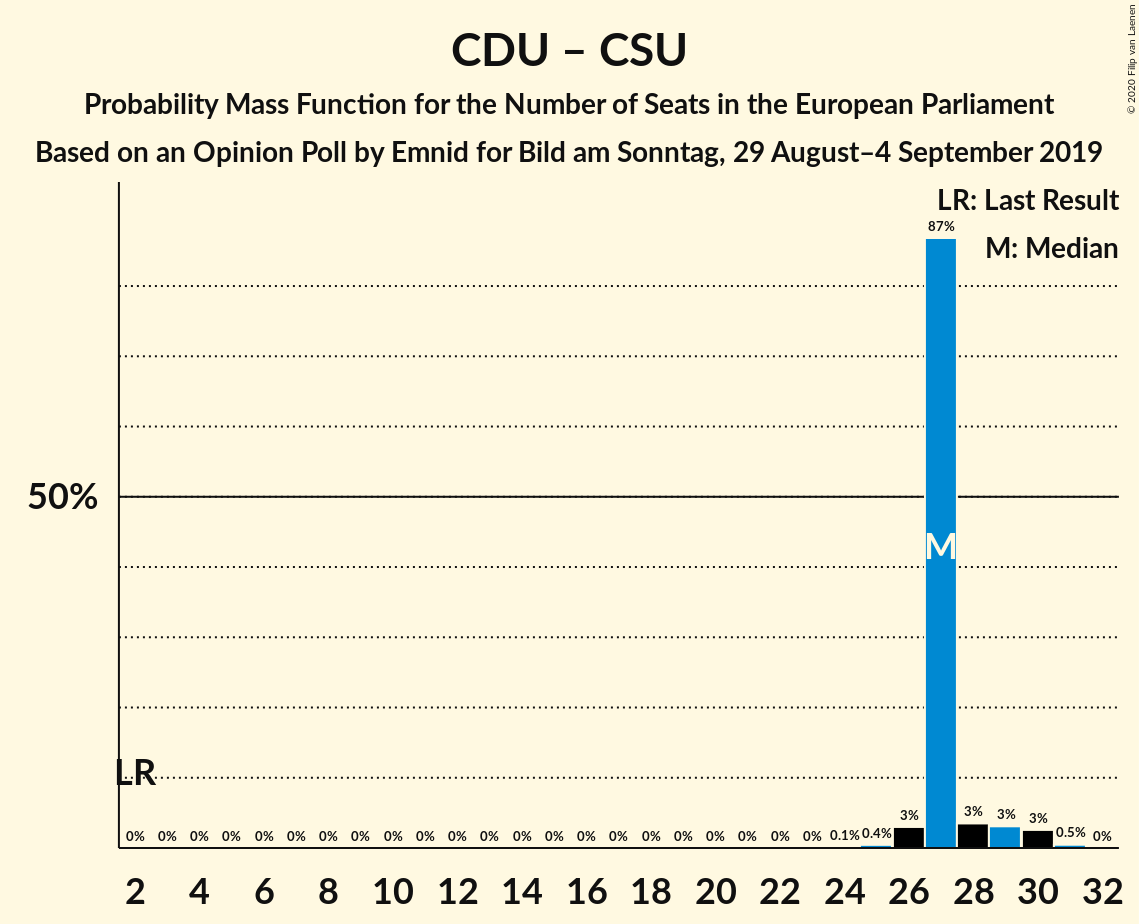 CDU – CSU
Probability Mass Function for the Number of Seats in the European Parliament
Based on an Opinion Poll by Emnid for Bild am Sonntag, 29 August–4 September 2019
© 2020 Filip van Laenen
LR: Last Result
87%
M: Median
50%
M
LR
0% 0% 0% 0% 0% 0% 0% 0% 0% 0% 0% 0% 0% 0% 0% 0% 0% 0% 0% 0% 0% 0% 0.1% 0.4% 3% 3% 3% 3% 0.5% 0%
2 4 6 8 10 12 14 16 18 20 22 24 26 28 30 32